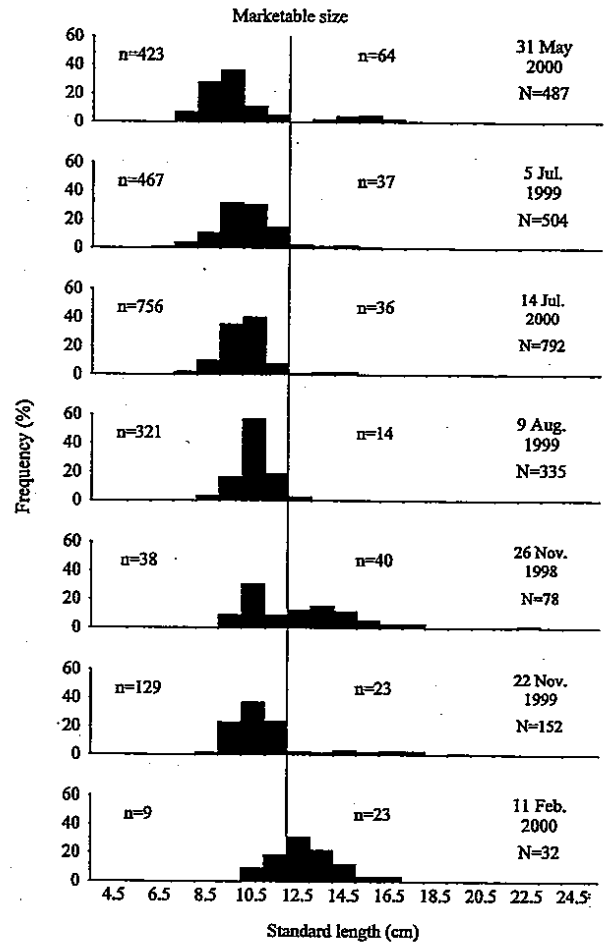 Marketable size
60
40
20
0
n=423
n=64
31 May
2000
N=487
60
40
20
0
n=467
n=37
5 Jul.
1999
N=504
60
40
20
0
n=756
n=36
14 Jul.
2000
N=792
60
40
20
0
n=321
n=14
9 Aug.
1999
N=335
60
40
20
0
n=38
n=40
26 Nov.
1998
N=78
60
40
20
0
n=129
n=23
22 Nov.
1999
N=152
60
40
20
0
n=9
n=23
11 Feb.
2000
N=32
Frequency (%)
4.5 6.5 8.5 10.5 12.5 14.5 16.5 18.5 20.5 22.5 24.5
Standard length (cm)